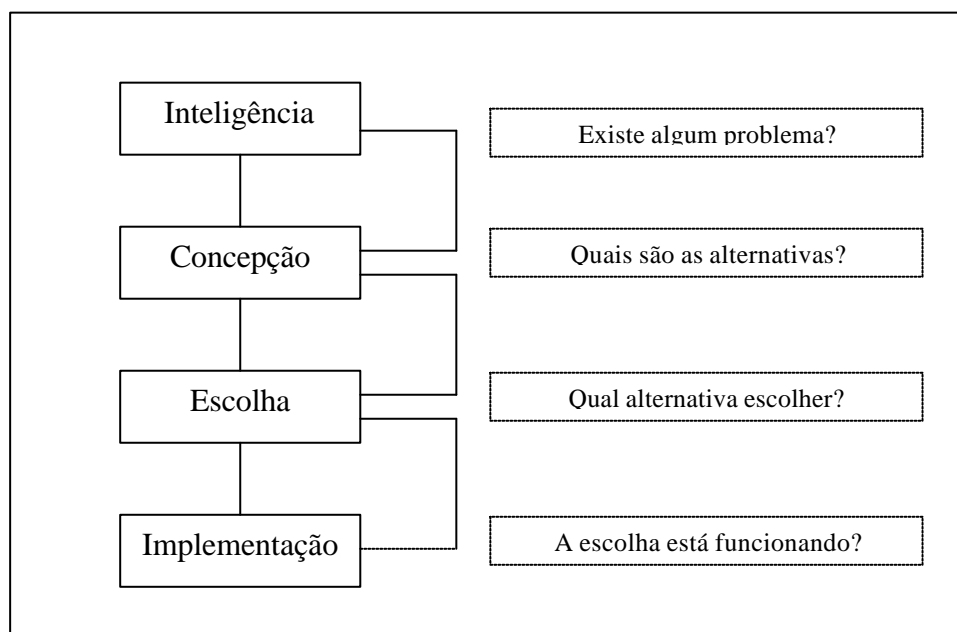 Inteligência
Existe algum problema?
Concepção
Quais são as alternativas?
Escolha
Qual alternativa escolher?
Implementação
A escolha está funcionando?